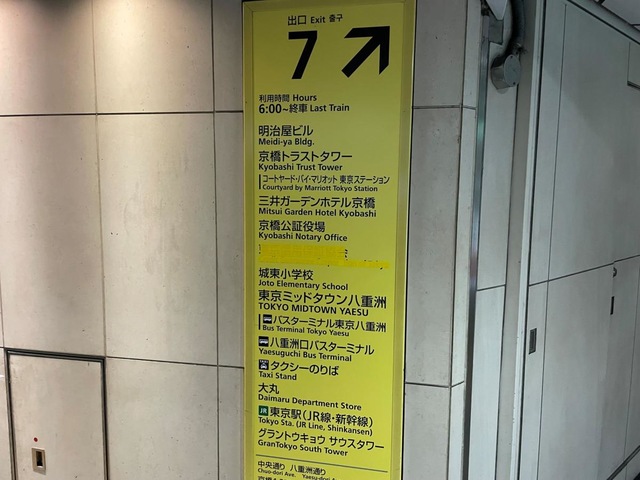 出口 Exit 출구
7
利用時間 Hours
6:00~終車 Last Train
明治屋ビル
Meidi-ya Bldg.
京橋トラストタワー
Kyobashi Trust Tower
コートヤード・バイ・マリオット 東京ステーション
Courtyard by Marriott Tokyo Station
三井ガーデンホテル京橋
Mitsui Garden Hotel Kyobashi
京橋公証役場
Kyobashi Notary Office
城東小学校
Joto Elementary School
東京ミッドタウン八重洲
TOKYO MIDTOWN YAESU
バスターミナル東京八重洲
Bus Terminal Tokyo Yaesu
八重洲口バスターミナル
Yaesuguchi Bus Terminal
タクシーのりば
Taxi Stand
大丸
Daimaru Department Store
JR 東京駅(JR線・新幹線)
Tokyo Sta. (JR Line, Shinkansen)
グラントウキョウ サウスタワー
GranTokyo South Tower
中央通り 八重洲通り
Chuo-dori Ave.